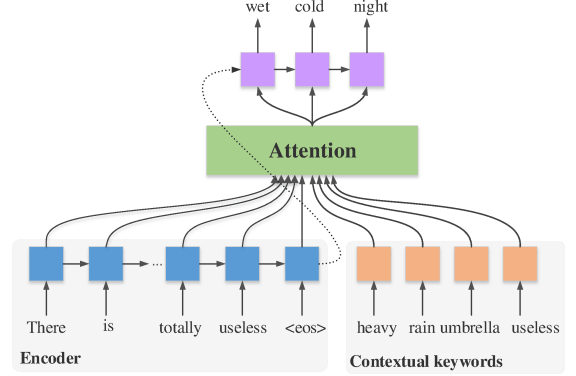 wet cold night
Attention
There is ... totally useless <eos>
heavy rain umbrella useless
Encoder
Contextual keywords